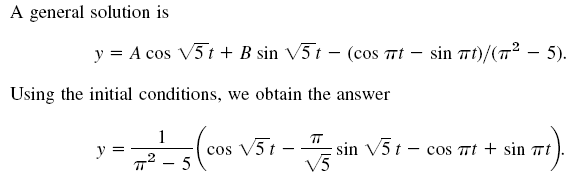 A general solution is
y = A cos √5 t + B sin √5 t − (cos πt − sin πt)/(π² − 5).
Using the initial conditions, we obtain the answer
y = 1/(π² − 5) (cos √5 t − π/√5 sin √5 t − cos πt + sin πt).